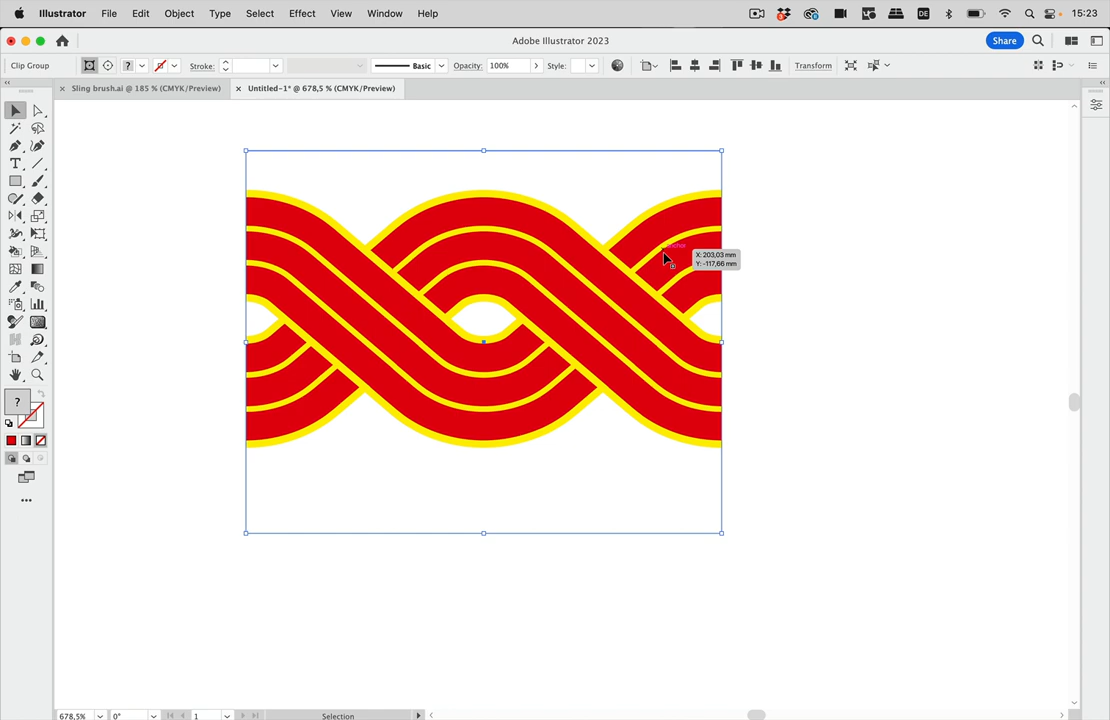 Illustrator File Edit Object Type Select Effect View Window Help DE 15:23
Adobe Illustrator 2023 Share
Clip Group ? Stroke: Basic Opacity: 100% Style: Transform
× Sling brush.ai @ 185 % (CMYK/Preview) × Untitled-1* @ 678,5 % (CMYK/Preview)
X: 203,03 mm
Y: -117,66 mm
?
678,5% 0° 1 Selection